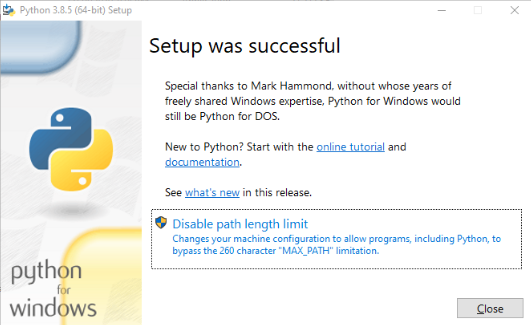 Python 3.8.5 (64-bit) Setup
Setup was successful
Special thanks to Mark Hammond, without whose years of
freely shared Windows expertise, Python for Windows would
still be Python for DOS.
New to Python? Start with the online tutorial and
documentation.
See what's new in this release.
Disable path length limit
Changes your machine configuration to allow programs, including Python, to
bypass the 260 character "MAX_PATH" limitation.
python
for
windows
Close